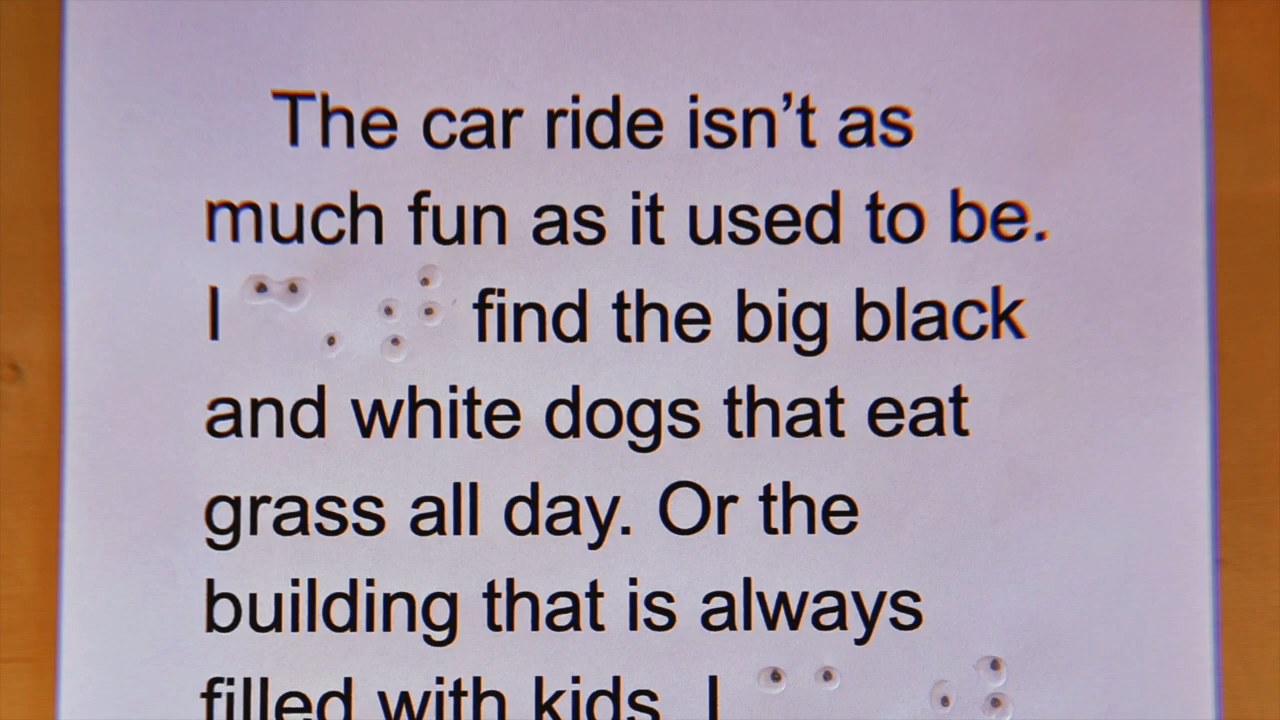 The car ride isn’t as
much fun as it used to be.
I ⠉⠄⠞ find the big black
and white dogs that eat
grass all day. Or the
building that is always
filled with kids. I